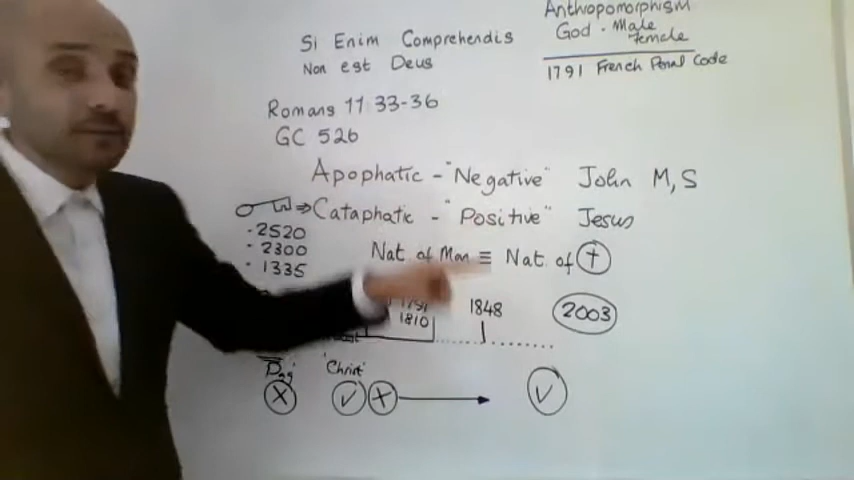 Anthropomorphism
God - Male
Female
1791 French Penal Code
Si Enim Comprehendis
Non est Deus
Romans 11 33-36
GC 526
Apophatic - "Negative" John M,S
Cataphatic - "Positive" Jesus
- 2520
- 2300
- 1335
Nat. of Man ≡ Nat. of †
1791
1810
1848
2003
'Christ'